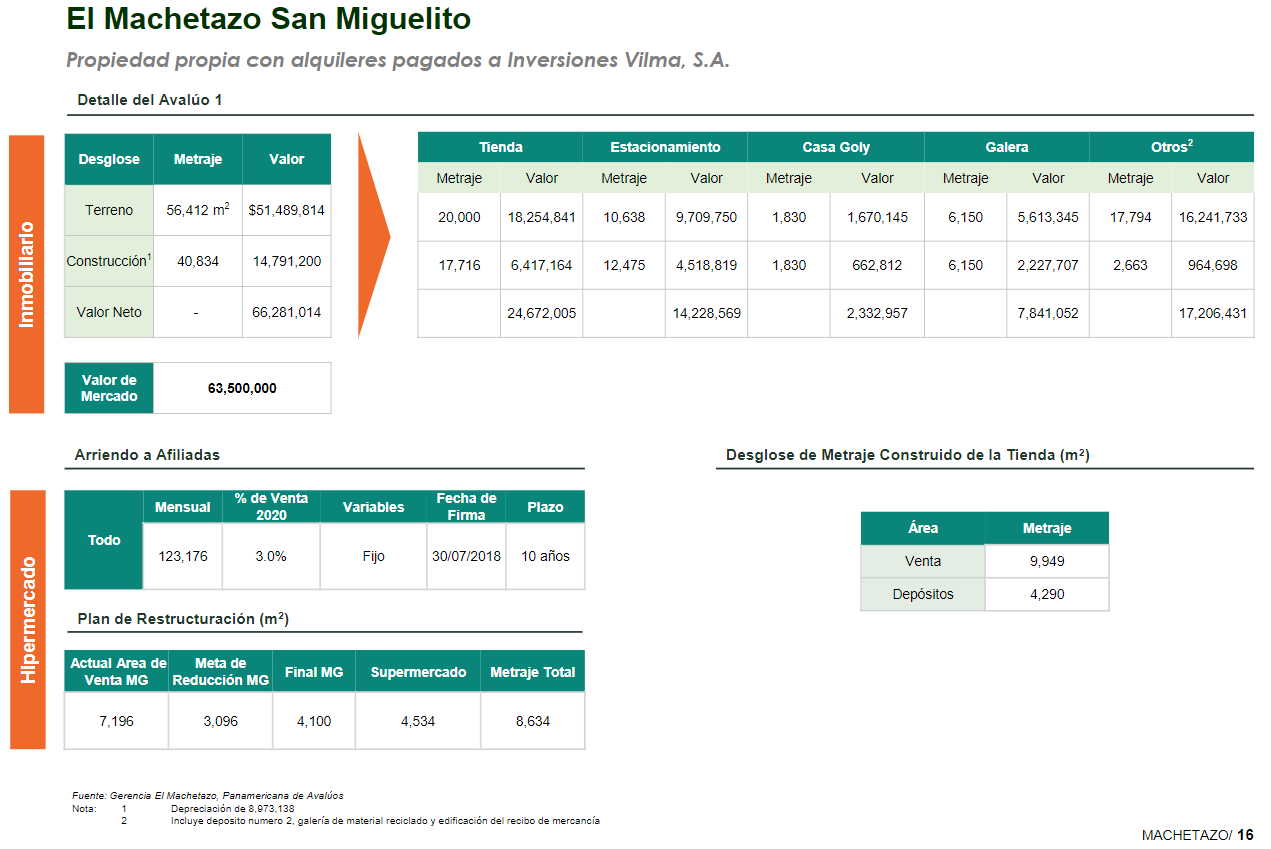 El Machetazo San Miguelito
Propiedad propia con alquileres pagados a Inversiones Vilma, S.A.
Detalle del Avalúo 1
Inmobiliario
Desglose Metraje Valor
Terreno 56,412 m² $51,489,814
Construcción¹ 40,834 14,791,200
Valor Neto - 66,281,014
Valor de
Mercado
63,500,000
Tienda Estacionamiento Casa Goly Galera Otros²
Metraje Valor Metraje Valor Metraje Valor Metraje Valor Metraje Valor
20,000 18,254,841 10,638 9,709,750 1,830 1,670,145 6,150 5,613,345 17,794 16,241,733
17,716 6,417,164 12,475 4,518,819 1,830 662,812 6,150 2,227,707 2,663 964,698
24,672,005 14,228,569 2,332,957 7,841,052 17,206,431
Hipermercado
Arriendo a Afiliadas
Todo
Mensual % de Venta 2020 Variables Fecha de Firma Plazo
123,176 3.0% Fijo 30/07/2018 10 años
Plan de Restructuración (m²)
Actual Area de Venta MG Meta de Reducción MG Final MG Supermercado Metraje Total
7,196 3,096 4,100 4,534 8,634
Desglose de Metraje Construido de la Tienda (m²)
Área Metraje
Venta 9,949
Depósitos 4,290
Fuente: Gerencia El Machetazo, Panamericana de Avalúos
Nota: 1 Depreciación de 8,973,138
2 Incluye deposito numero 2, galería de material reciclado y edificación del recibo de mercancía
MACHETAZO/ 16